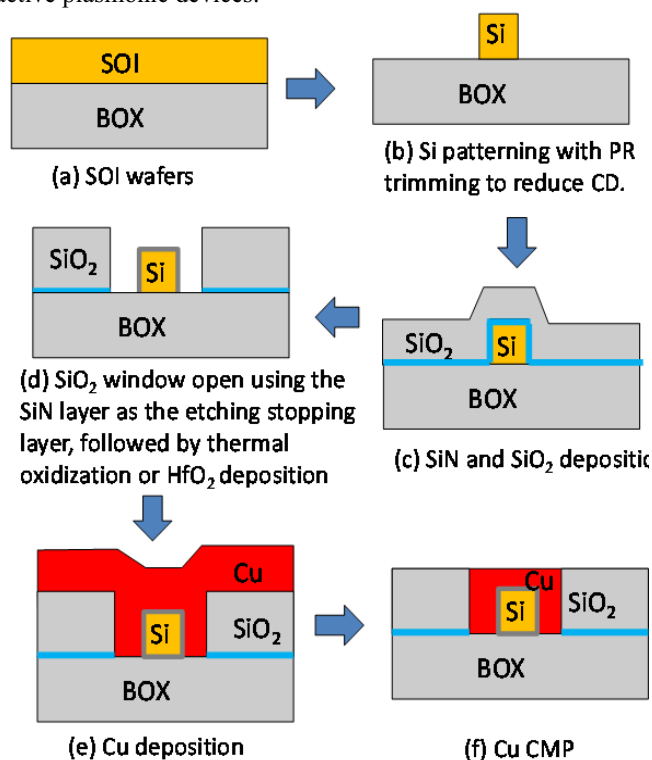 active plasmonic devices.
SOI
BOX
(a) SOI wafers
Si
BOX
(b) Si patterning with PR
trimming to reduce CD.
SiO₂
Si
BOX
(c) SiN and SiO₂ depositio
SiO₂
Si
BOX
(d) SiO₂ window open using the
SiN layer as the etching stopping
layer, followed by thermal
oxidization or HfO₂ deposition
Cu
Si
SiO₂
BOX
(e) Cu deposition
Cu
Si
SiO₂
BOX
(f) Cu CMP